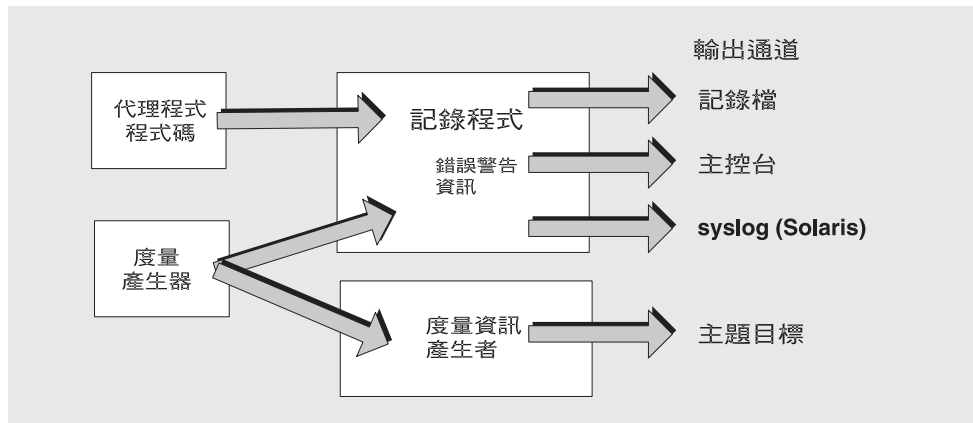 輸出通道
代理程式
程式碼
記錄程式
錯誤警告
資訊
記錄檔
主控台
syslog (Solaris)
度量
產生器
度量資訊
產生者
主題目標